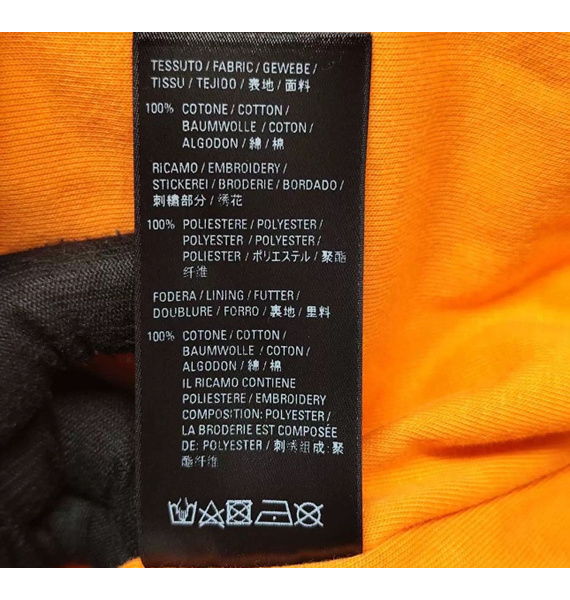 TESSUTO / FABRIC / GEWEBE /
TISSU / TEJIDO / 表地 / 面料
100% COTONE / COTTON /
BAUMWOLLE / COTON /
ALGODON / 綿 / 棉
RICAMO / EMBROIDERY /
STICKEREI / BRODERIE / BORDADO /
刺繍部分 / 绣花
100% POLIESTERE / POLYESTER /
POLYESTER / POLYESTER /
POLIESTER / ポリエステル / 聚酯
纤维
FODERA / LINING / FUTTER /
DOUBLURE / FORRO / 裏地 / 里料
100% COTONE / COTTON /
BAUMWOLLE / COTON /
ALGODON / 綿 / 棉
IL RICAMO CONTIENE
POLIESTERE / EMBROIDERY
COMPOSITION: POLYESTER /
LA BRODERIE EST COMPOSÉE
DE: POLYESTER / 刺绣组成: 聚
酯纤维